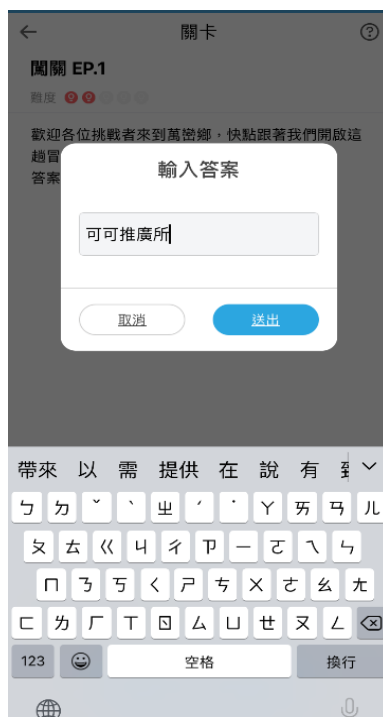 關卡
闖關 EP.1
難度
歡迎各位挑戰者來到萬巒鄉，快點跟著我們開啟這
趟冒
答案
輸入答案
可可推廣所
取消
送出
帶來 以 需 提供 在 說 有 到
ㄅ ㄉ ˇ ˋ ㄓ ˊ ˙ ㄚ ㄞ ㄢ ㄦ
ㄆ ㄊ ㄍ ㄐ ㄔ ㄗ ㄧ ㄛ ㄟ ㄣ
ㄇ ㄋ ㄎ ㄑ ㄕ ㄘ ㄨ ㄜ ㄠ ㄤ
ㄈ ㄌ ㄏ ㄒ ㄖ ㄙ ㄩ ㄝ ㄡ ㄥ
123 空格 換行